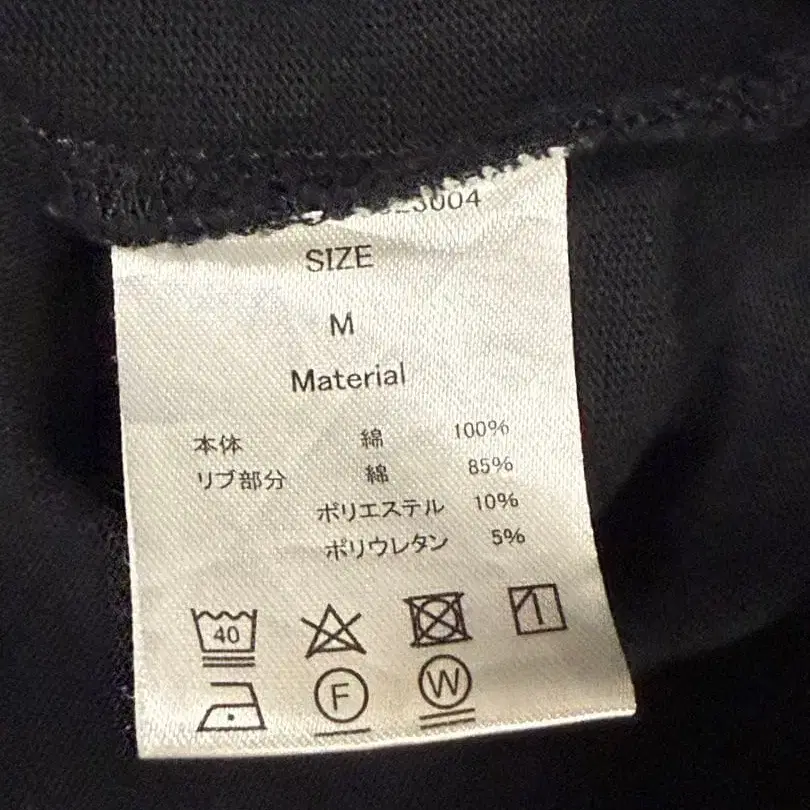 3004
SIZE
M
Material
本体 綿 100%
リブ部分 綿 85%
ポリエステル 10%
ポリウレタン 5%
40
F W